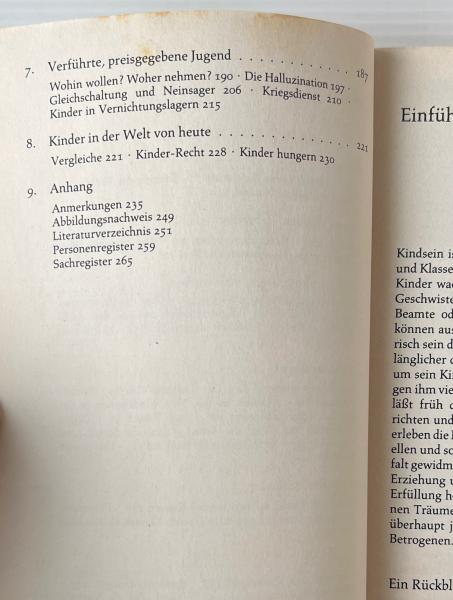 7. Verführte, preisgegebene Jugend . . . . . . . . . . . . 187
Wohin wollen? Woher nehmen? 190 · Die Halluzination 197 ·
Gleichschaltung und Neinsager 206 · Kriegsdienst 210 ·
Kinder in Vernichtungslagern 215
8. Kinder in der Welt von heute . . . . . . . . . . . . . . 221
Vergleiche 221 · Kinder-Recht 228 · Kinder hungern 230
9. Anhang
Anmerkungen 235
Abbildungsnachweis 249
Literaturverzeichnis 251
Personenregister 259
Sachregister 265
Einfüh
Kindsein is
und Klasse
Kinder wac
Geschwiste
Beamte od
können aus
risch sein d
länglicher d
um sein Ki
gen ihm vie
läßt früh d
richten und
erleben die
ellen und so
falt gewidm
Erziehung u
Erfüllung h
nen Träume
überhaupt j
Betrogenen.
Ein Rückbl